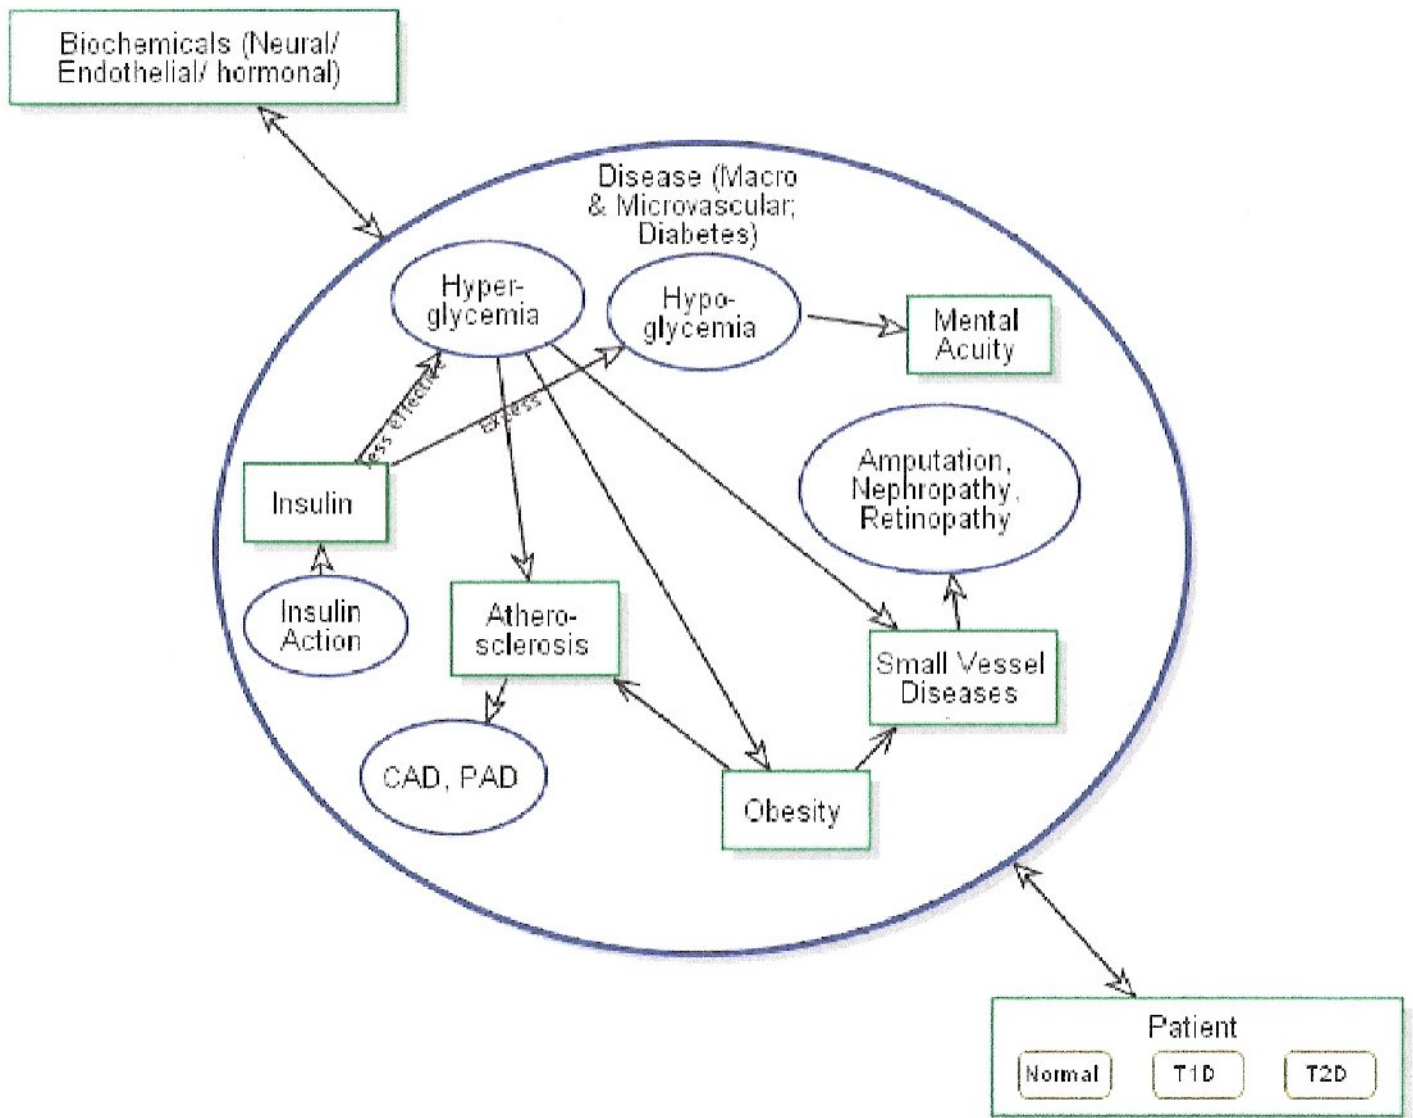 Biochemicals (Neural/
Endothelial/ hormonal)
Disease (Macro
& Microvascular;
Diabetes)
Hyper-
glycemia
Hypo-
glycemia
Mental
Acuity
less effective
Excess
Amputation,
Nephropathy,
Retinopathy
Insulin
Insulin
Action
Athero-
sclerosis
Small Vessel
Diseases
CAD, PAD
Obesity
Patient
Normal
T1D
T2D